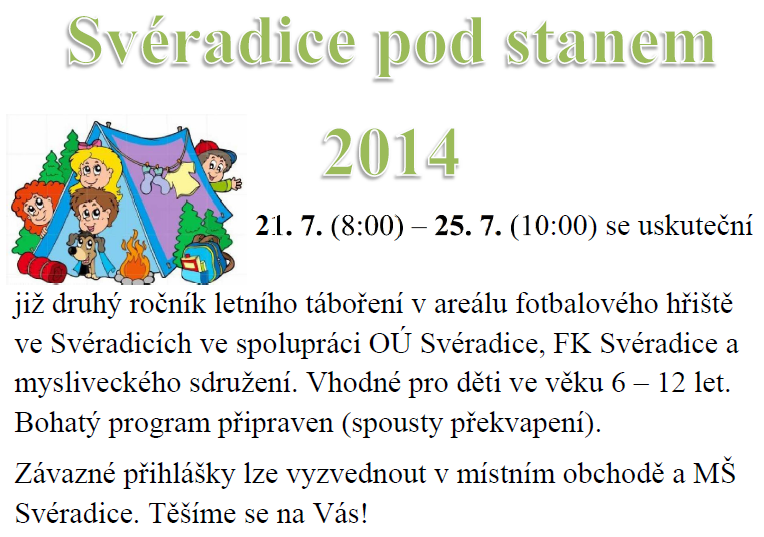 Svéradice pod stanem
2014
21. 7. (8:00) – 25. 7. (10:00) se uskuteční
již druhý ročník letního táboření v areálu fotbalového hřiště
ve Svéradicích ve spolupráci OÚ Svéradice, FK Svéradice a
mysliveckého sdružení. Vhodné pro děti ve věku 6 – 12 let.
Bohatý program připraven (spousty překvapení).
Závazné přihlášky lze vyzvednout v místním obchodě a MŠ
Svéradice. Těšíme se na Vás!